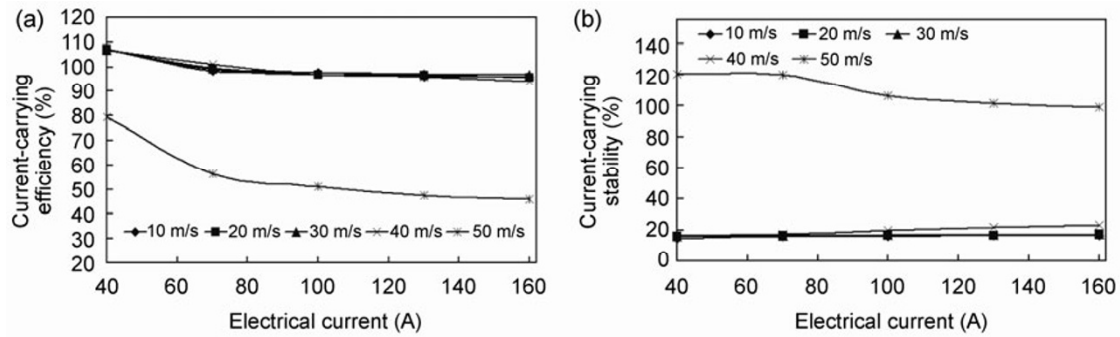 (a)
120
110
100
90
80
70
60
50
40
30
20
Current-carrying
efficiency (%)
10 m/s 20 m/s 30 m/s 40 m/s 50 m/s
40 60 80 100 120 140 160
Electrical current (A)
(b)
140
120
100
80
60
40
20
0
Current-carrying
stability (%)
10 m/s 20 m/s 30 m/s
40 m/s 50 m/s
40 60 80 100 120 140 160
Electrical current (A)